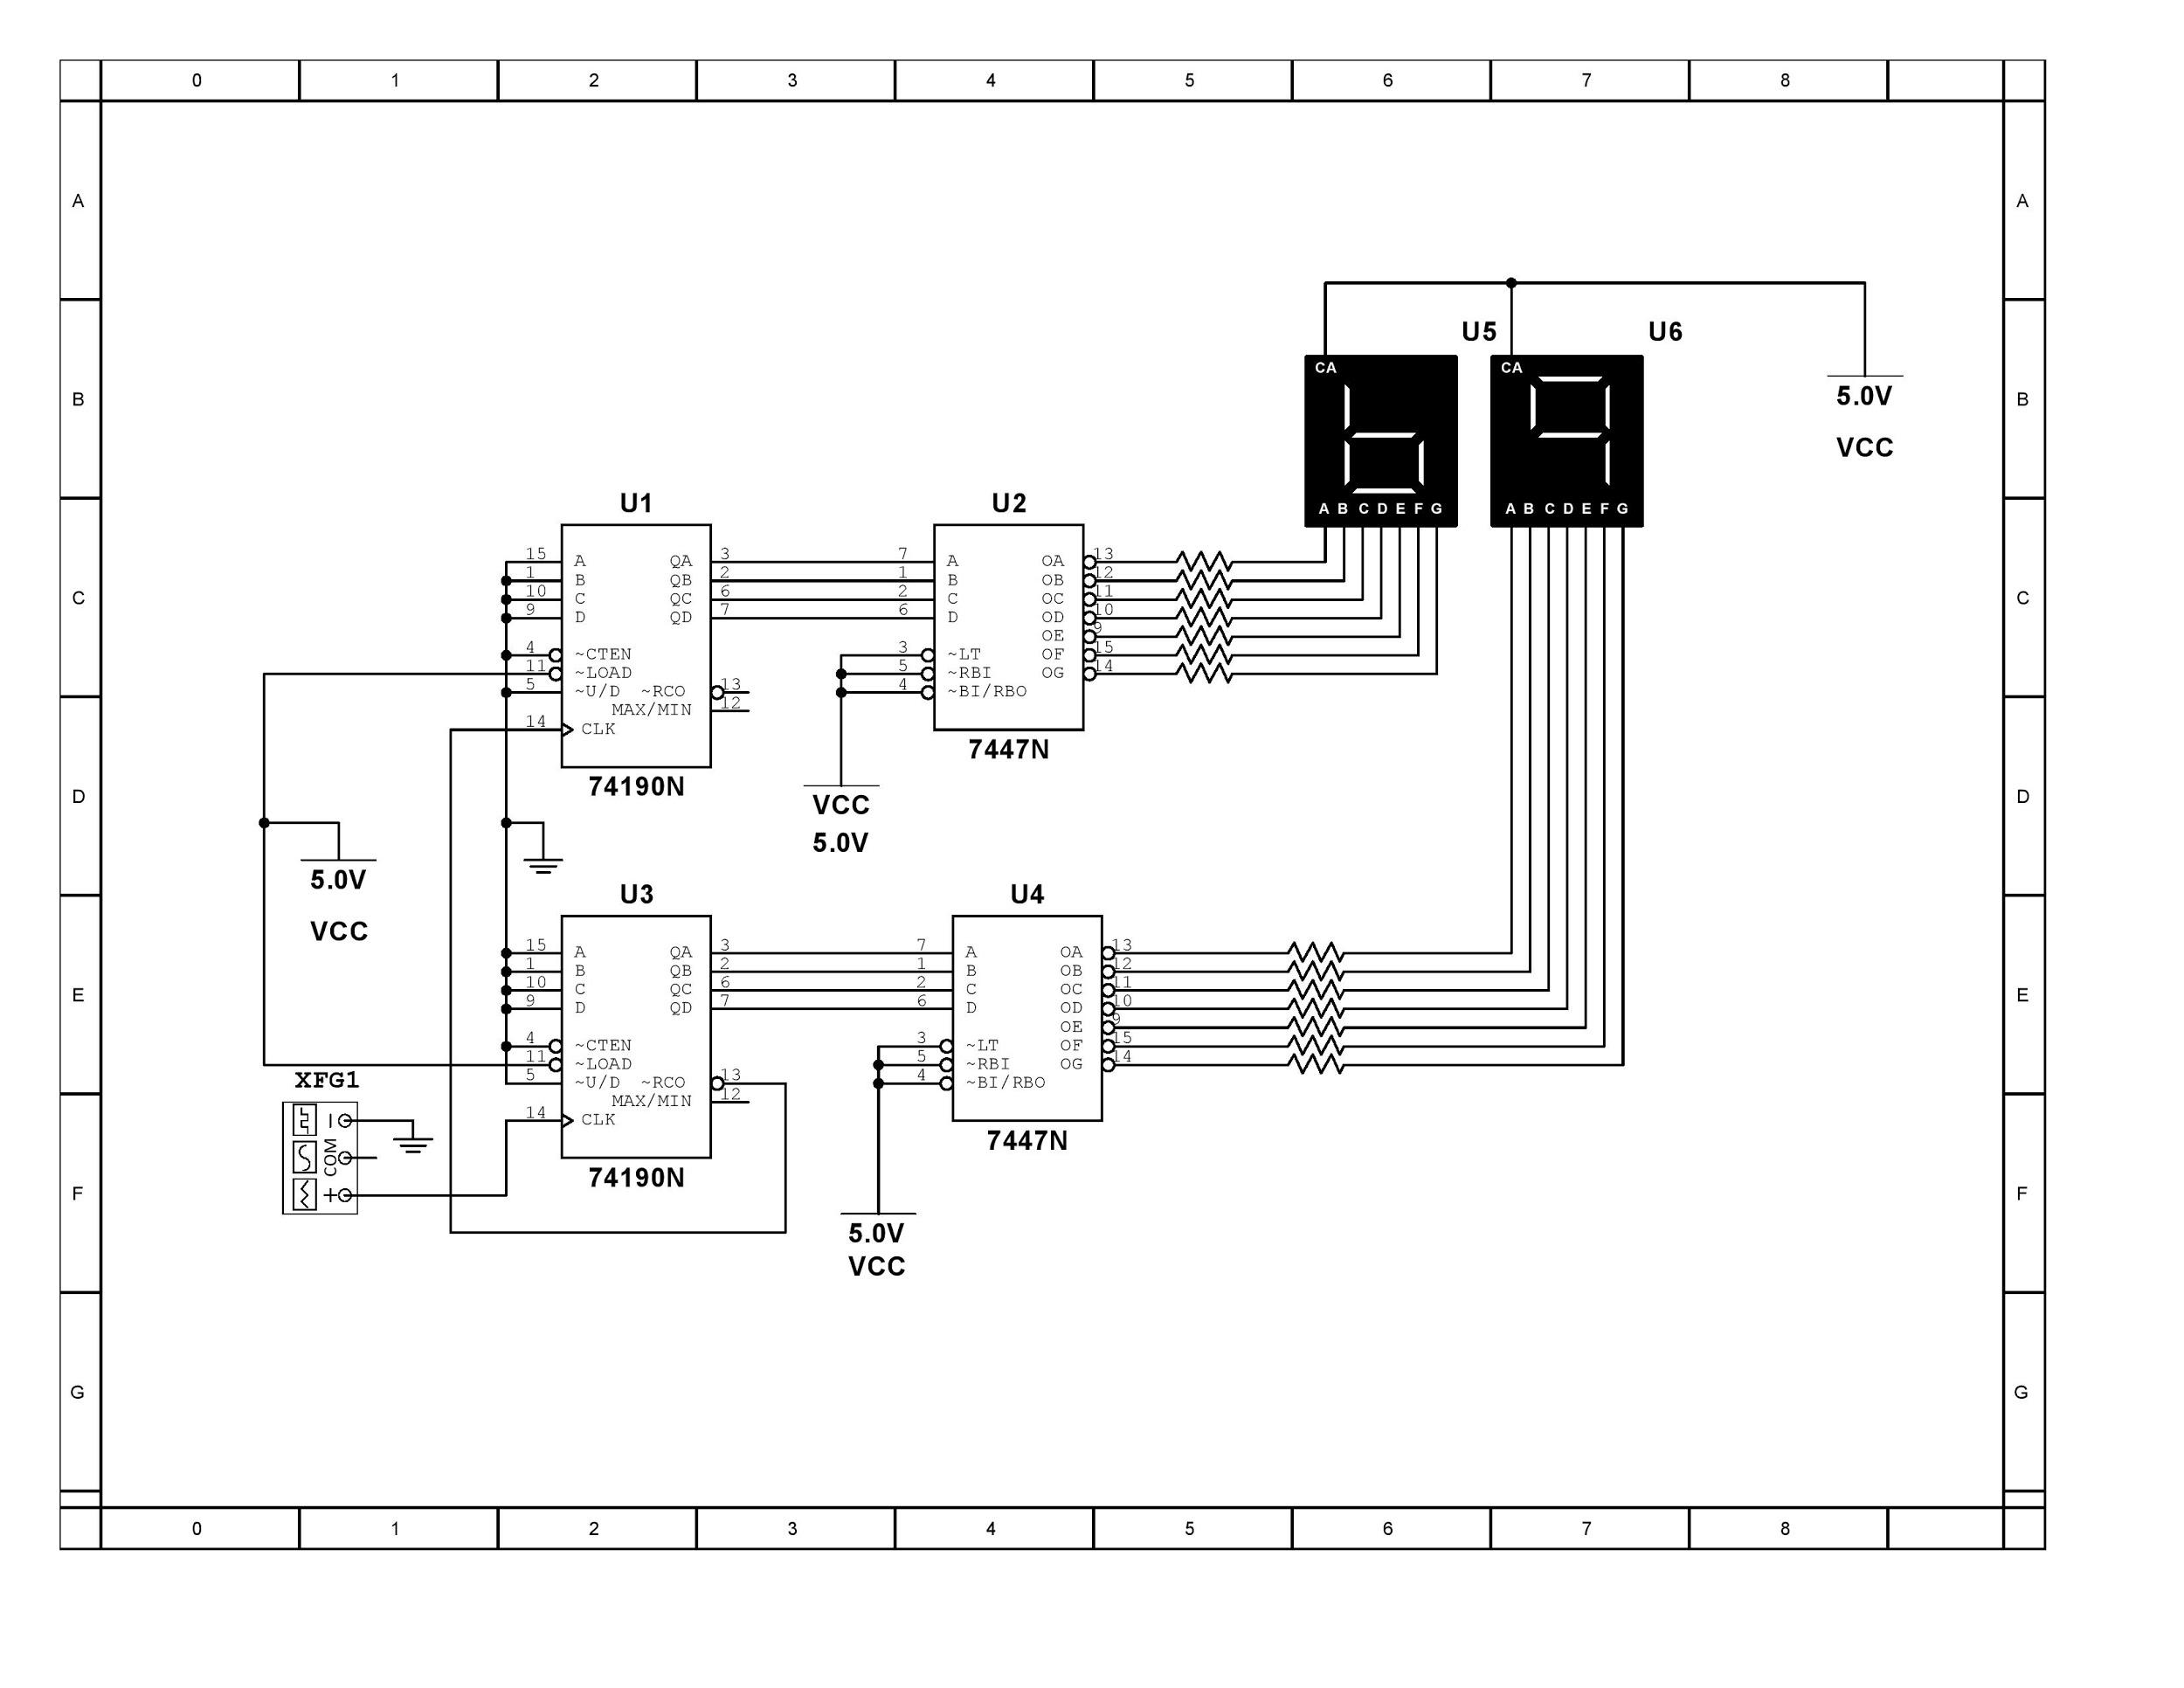 0 1 2 3 4 5 6 7 8
A A
U5 U6
CA CA
B B
5.0V
VCC
A B C D E F G A B C D E F G
U1 U2
15 A QA 3 7 A OA 13
1 B QB 2 1 B OB 12
C 10 C QC 6 2 C OC 11 C
9 D QD 7 6 D OD 10
OE 9
4 ~CTEN 3 ~LT OF 15
11 ~LOAD 5 ~RBI OG 14
5 ~U/D ~RCO 13 4 ~BI/RBO
MAX/MIN 12
14 CLK
7447N
74190N
D VCC D
5.0V
5.0V
VCC
U3 U4
15 A QA 3 7 A OA 13
1 B QB 2 1 B OB 12
E 10 C QC 6 2 C OC 11 E
9 D QD 7 6 D OD 10
OE 9
4 ~CTEN 3 ~LT OF 15
11 ~LOAD 5 ~RBI OG 14
XFG1
5 ~U/D ~RCO 13 4 ~BI/RBO
MAX/MIN 12
14 CLK
COM
7447N
74190N
F F
5.0V
VCC
G G
0 1 2 3 4 5 6 7 8